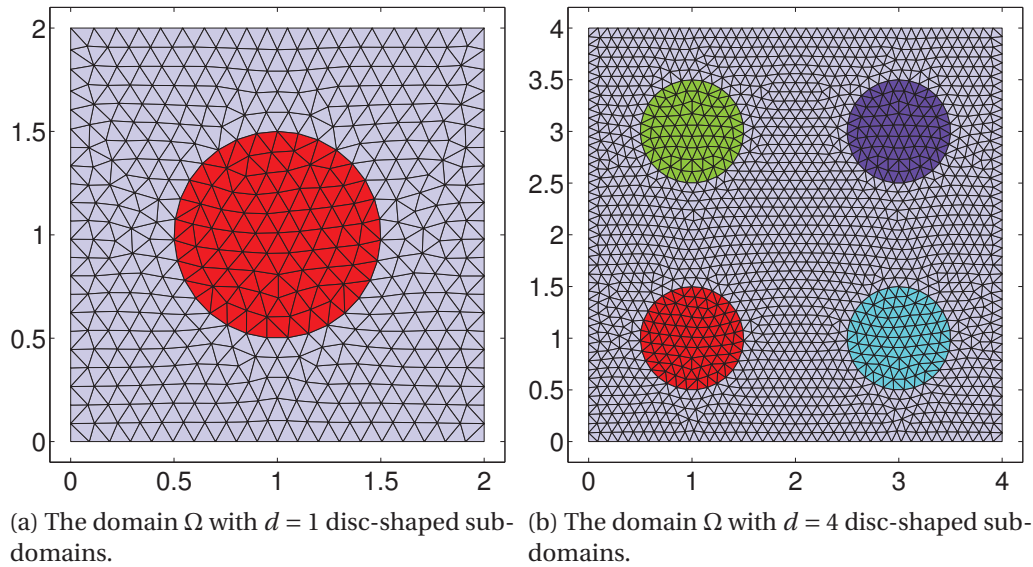 2
1.5
1
0.5
0
0 0.5 1 1.5 2
4
3.5
3
2.5
2
1.5
1
0.5
0
0 1 2 3 4
(a) The domain Ω with d = 1 disc-shaped sub-
domains.
(b) The domain Ω with d = 4 disc-shaped sub-
domains.